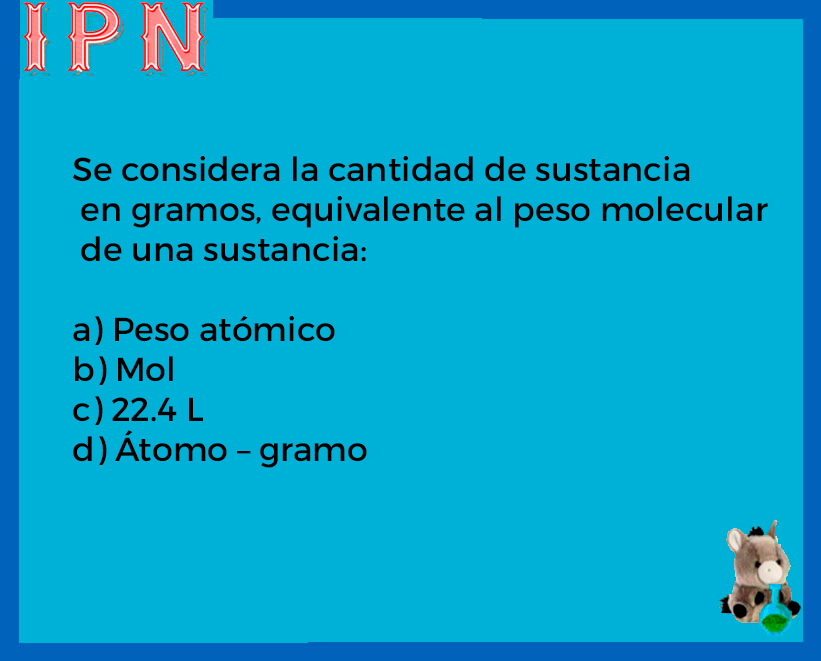 IPN
Se considera la cantidad de sustancia
en gramos, equivalente al peso molecular
de una sustancia:
a) Peso atómico
b) Mol
c) 22.4 L
d) Átomo – gramo